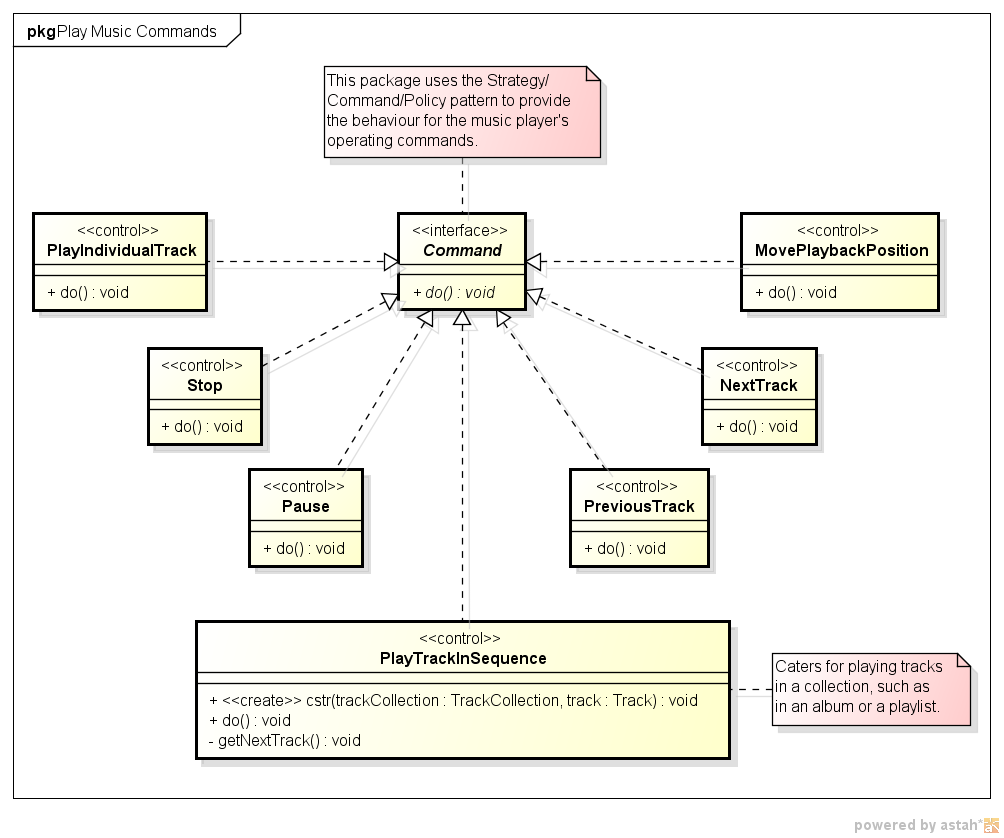 pkg Play Music Commands
This package uses the Strategy/
Command/Policy pattern to provide
the behaviour for the music player's
operating commands.
<<control>>
PlayIndividualTrack
+ do() : void
<<interface>>
Command
+ do() : void
<<control>>
MovePlaybackPosition
+ do() : void
<<control>>
Stop
+ do() : void
<<control>>
NextTrack
+ do() : void
<<control>>
Pause
+ do() : void
<<control>>
PreviousTrack
+ do() : void
<<control>>
PlayTrackInSequence
+ <<create>> cstr(trackCollection : TrackCollection, track : Track) : void
+ do() : void
- getNextTrack() : void
Caters for playing tracks
in a collection, such as
in an album or a playlist.
powered by astah*